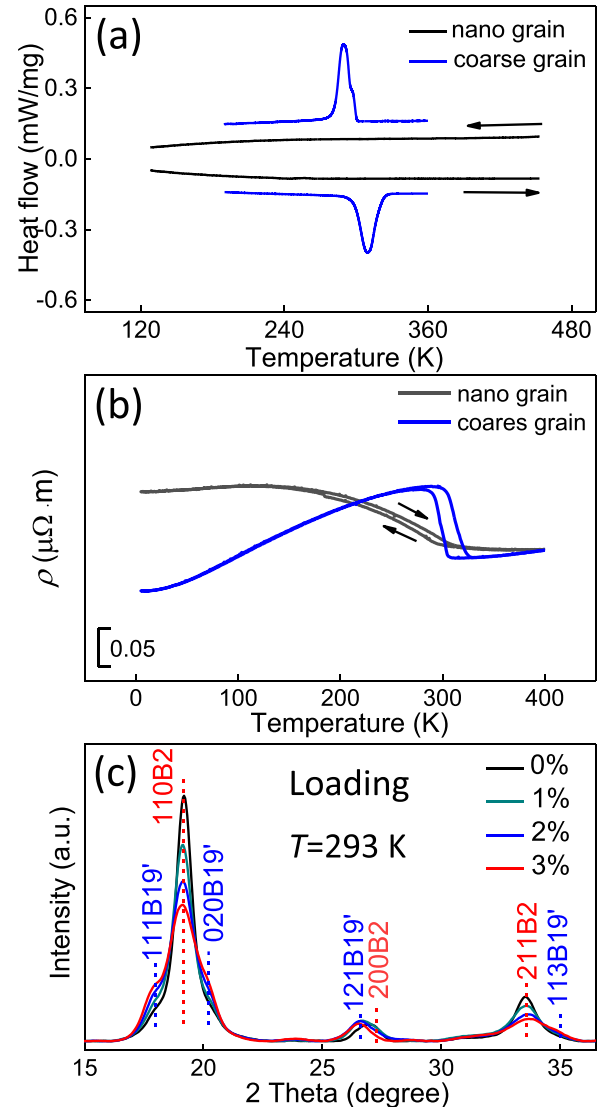 (a)
nano grain
coarse grain
Heat flow (mW/mg)
0.6
0.3
0.0
-0.3
-0.6
120
240
360
480
Temperature (K)
(b)
nano grain
coares grain
ρ (μΩ·m)
0.05
0
100
200
300
400
Temperature (K)
(c)
Loading
T=293 K
0%
1%
2%
3%
Intensity (a.u.)
111B19'
110B2
020B19'
121B19'
200B2
211B2
113B19'
15
20
25
30
35
2 Theta (degree)